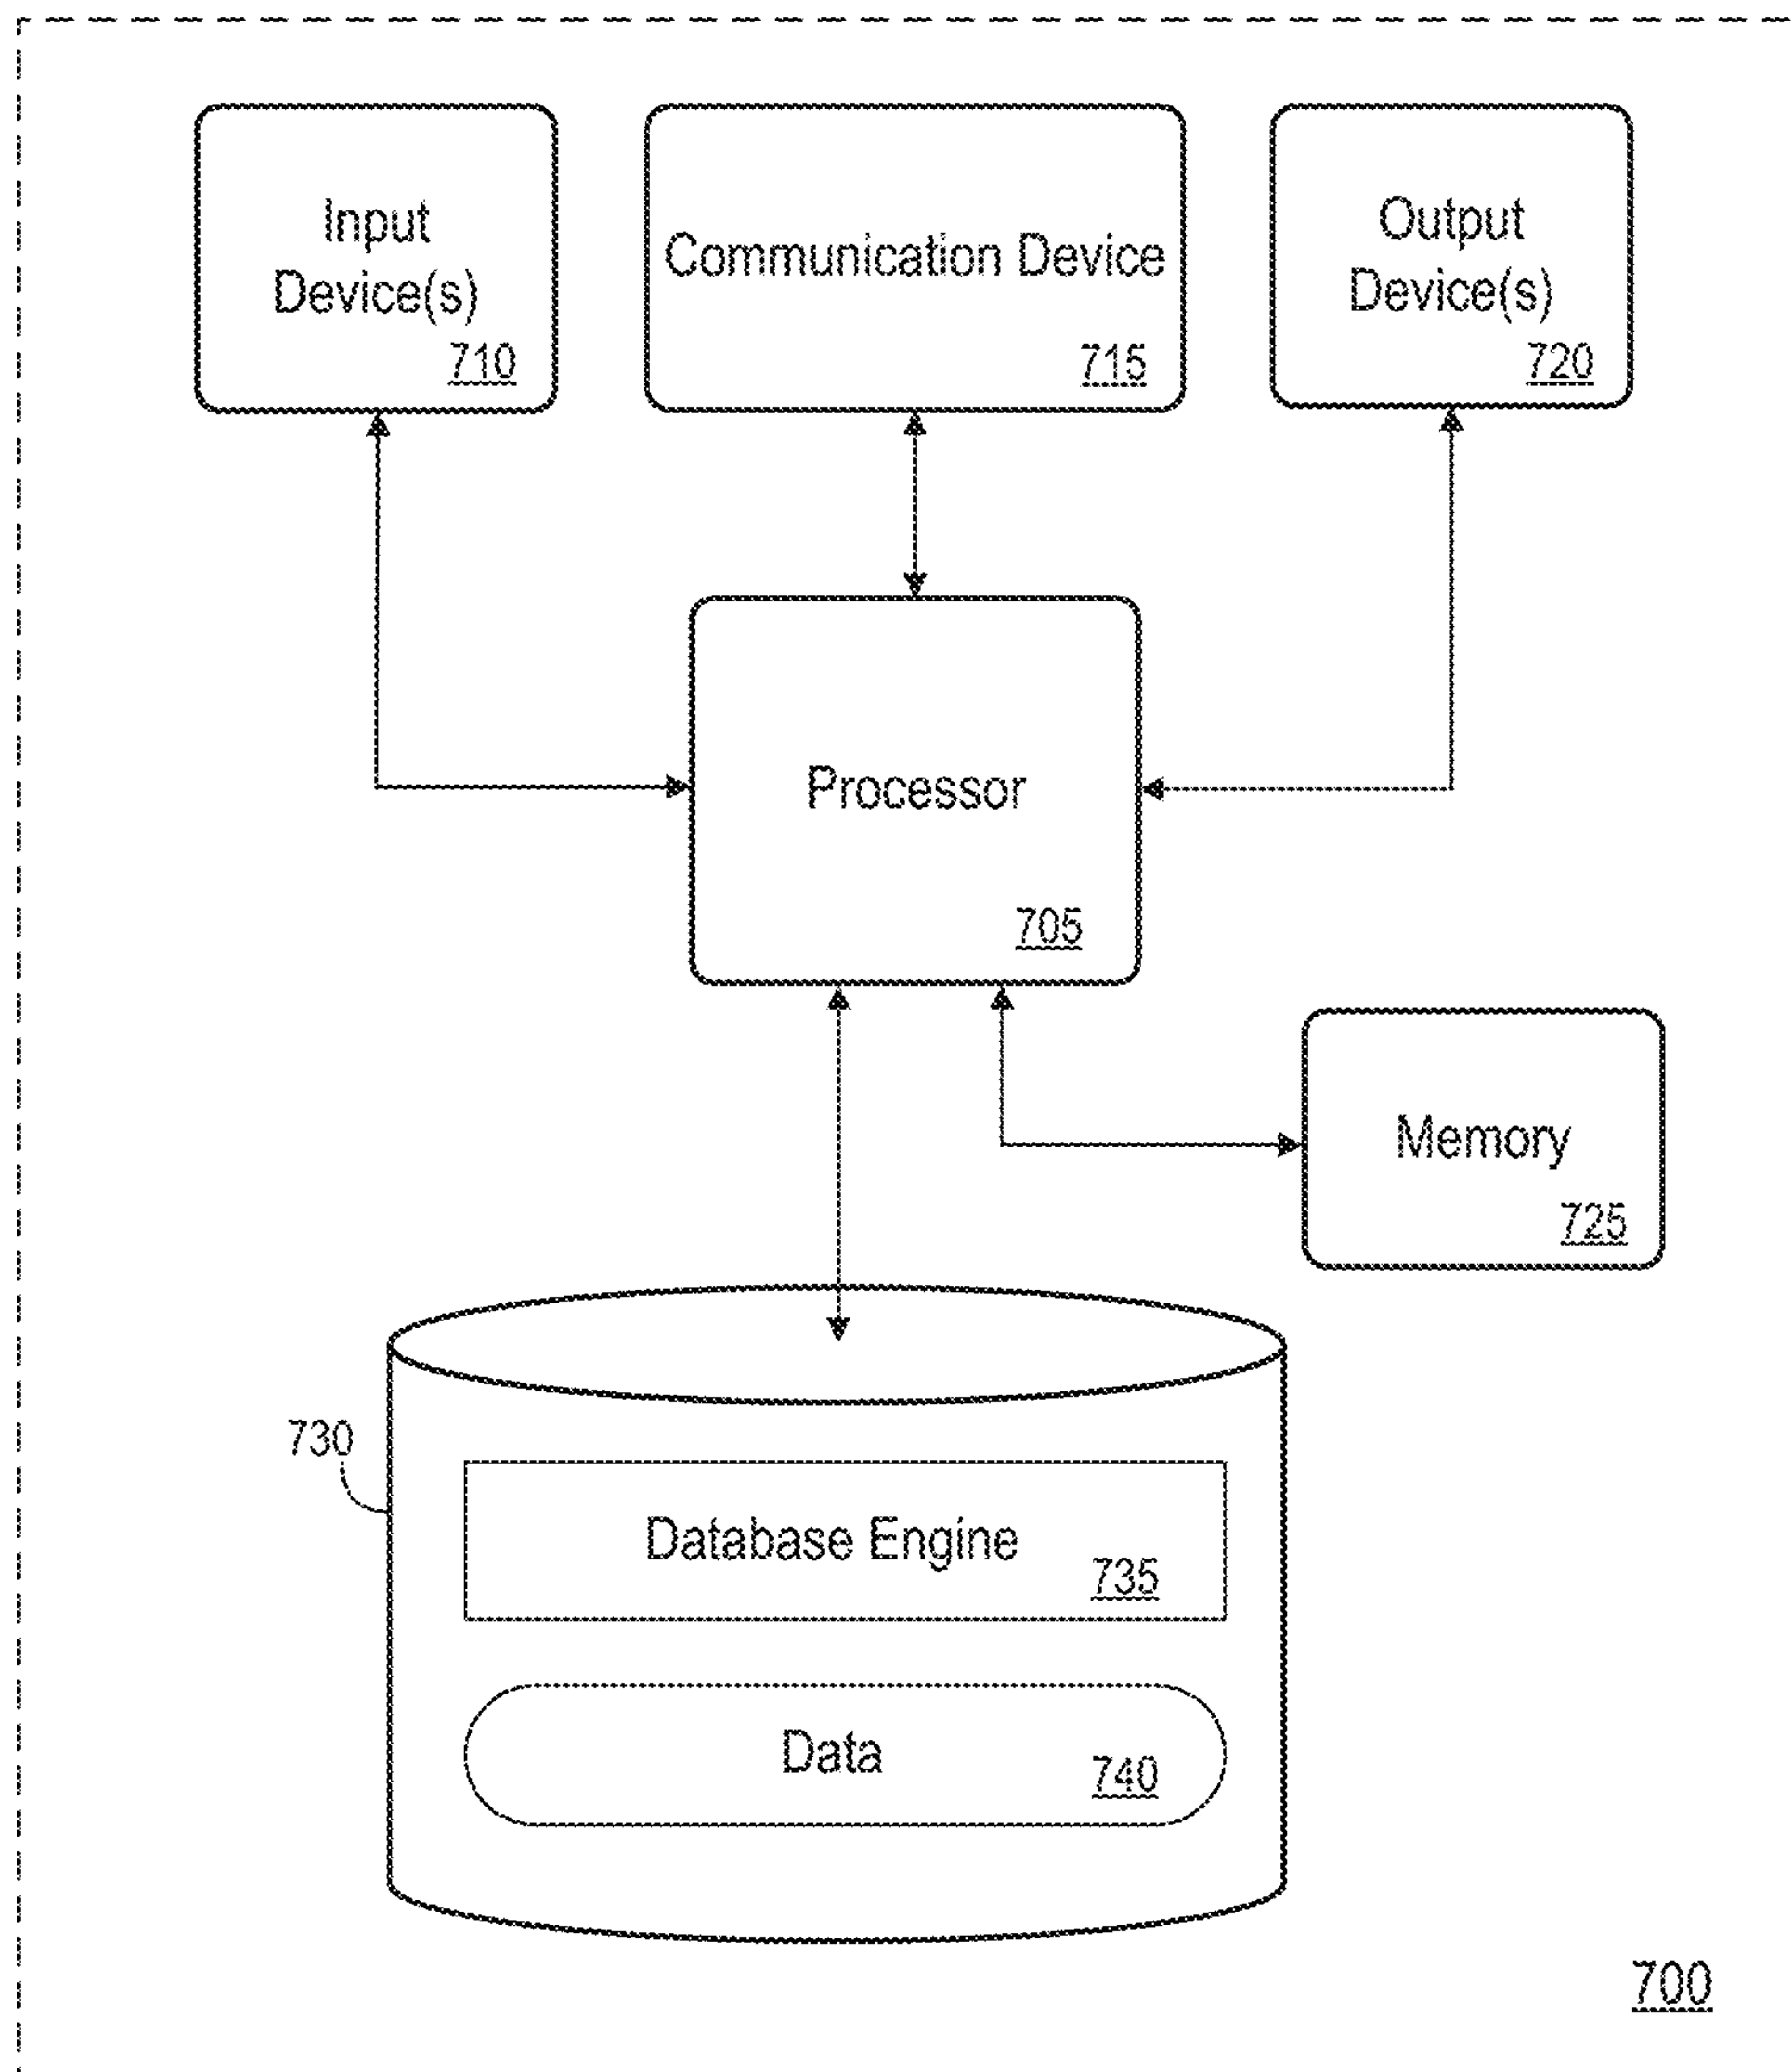 Input
Device(s)
710
Communication Device
715
Output
Device(s)
720
Processor
705
Memory
725
730
Database Engine
735
Data
740
700